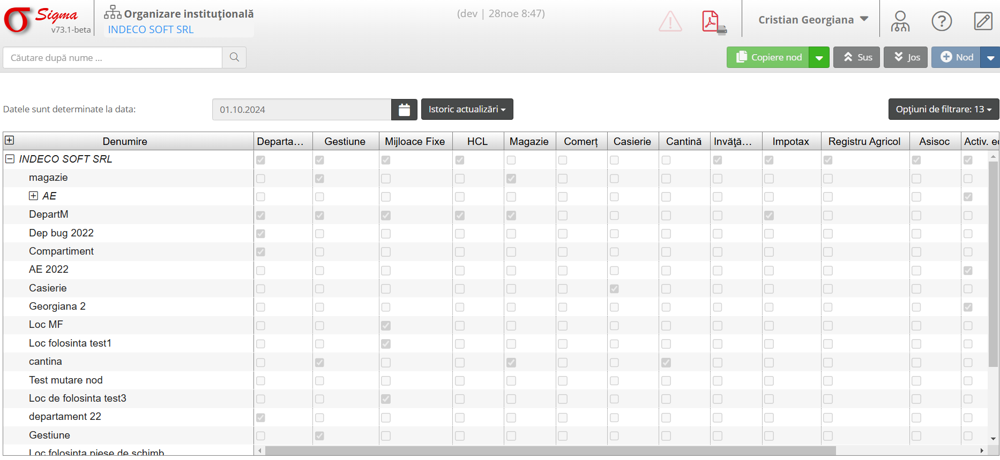 Sigma
v73.1-beta
Organizare instituțională
INDECO SOFT SRL
(dev | 28noe 8:47)
Cristian Georgiana
Căutare după nume ...
Copiere nod
Sus
Jos
Nod
Datele sunt determinate la data:
01.10.2024
Istoric actualizări
Opțiuni de filtrare: 13
Denumire Departa... Gestiune Mijloace Fixe HCL Magazie Comerț Casierie Cantină Invăţă... Impotax Registru Agricol Asisoc Activ. ec
INDECO SOFT SRL
magazie
AE
DepartM
Dep bug 2022
Compartiment
AE 2022
Casierie
Georgiana 2
Loc MF
Loc folosinta test1
cantina
Test mutare nod
Loc de folosinta test3
departament 22
Gestiune
Loc folosinta piese de schimb